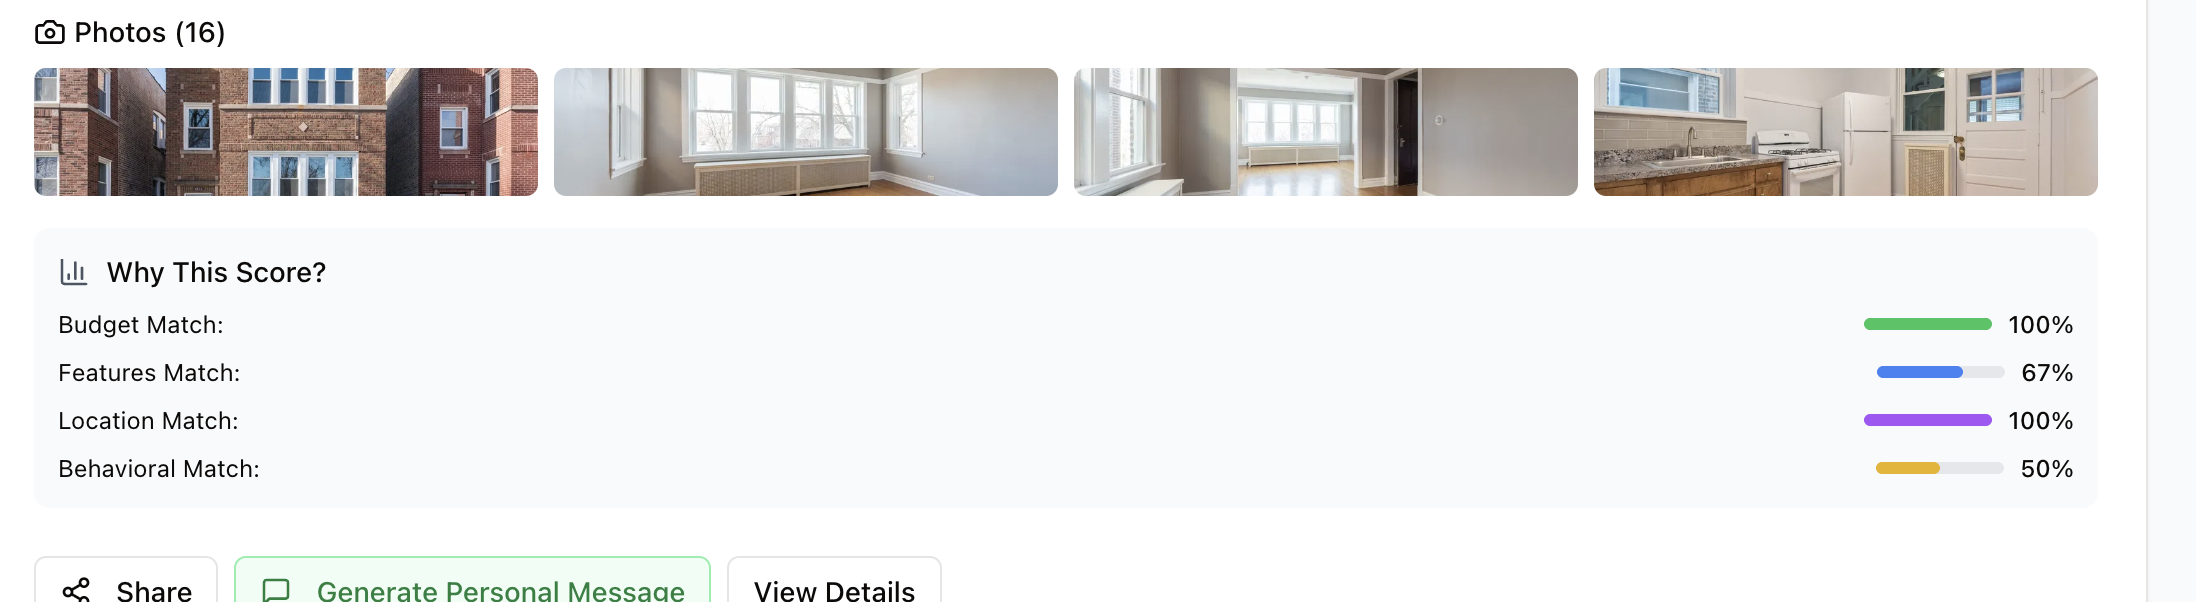 Photos (16)
Why This Score?
Budget Match: 100%
Features Match: 67%
Location Match: 100%
Behavioral Match: 50%
Share Generate Personal Message View Details